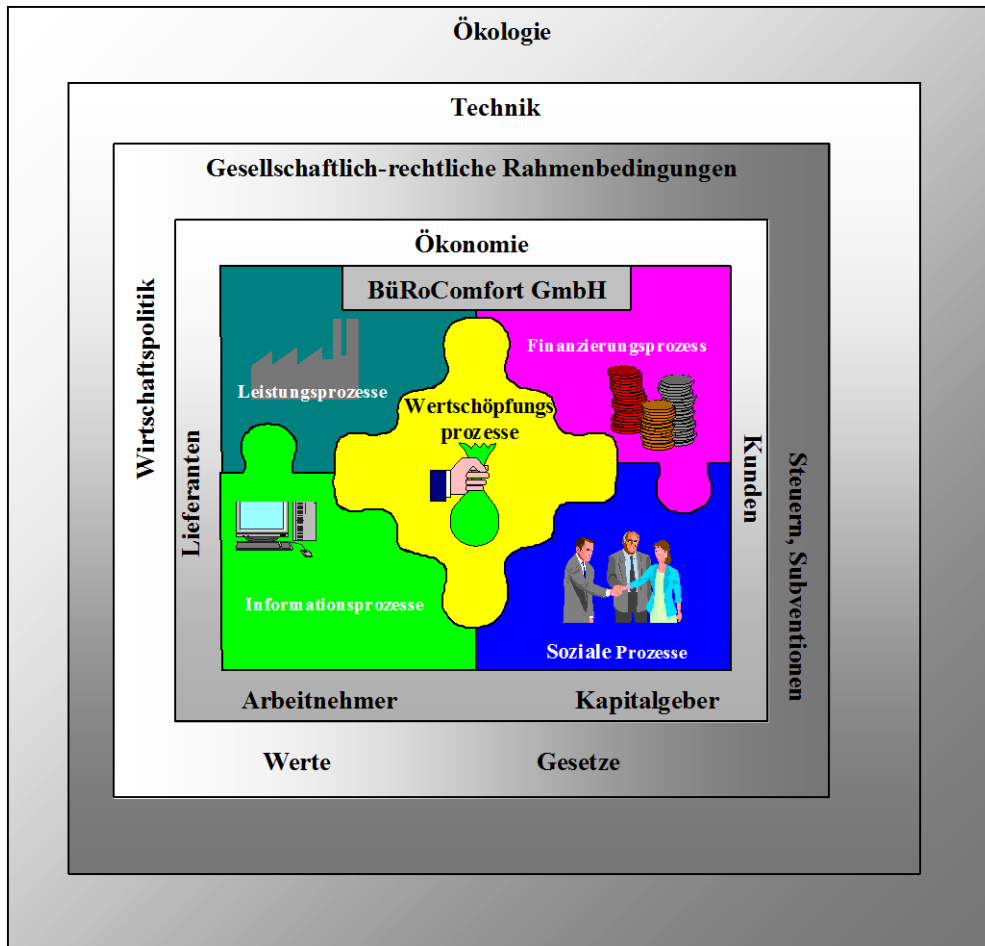 Ökologie
Technik
Gesellschaftlich-rechtliche Rahmenbedingungen
Ökonomie
BüRoComfort GmbH
Wirtschaftspolitik
Lieferanten
Leistungsprozesse
Finanzierungsprozess
Wertschöpfungs
prozesse
Kunden
Steuern, Subventionen
Informationsprozesse
Soziale Prozesse
Arbeitnehmer
Kapitalgeber
Werte
Gesetze